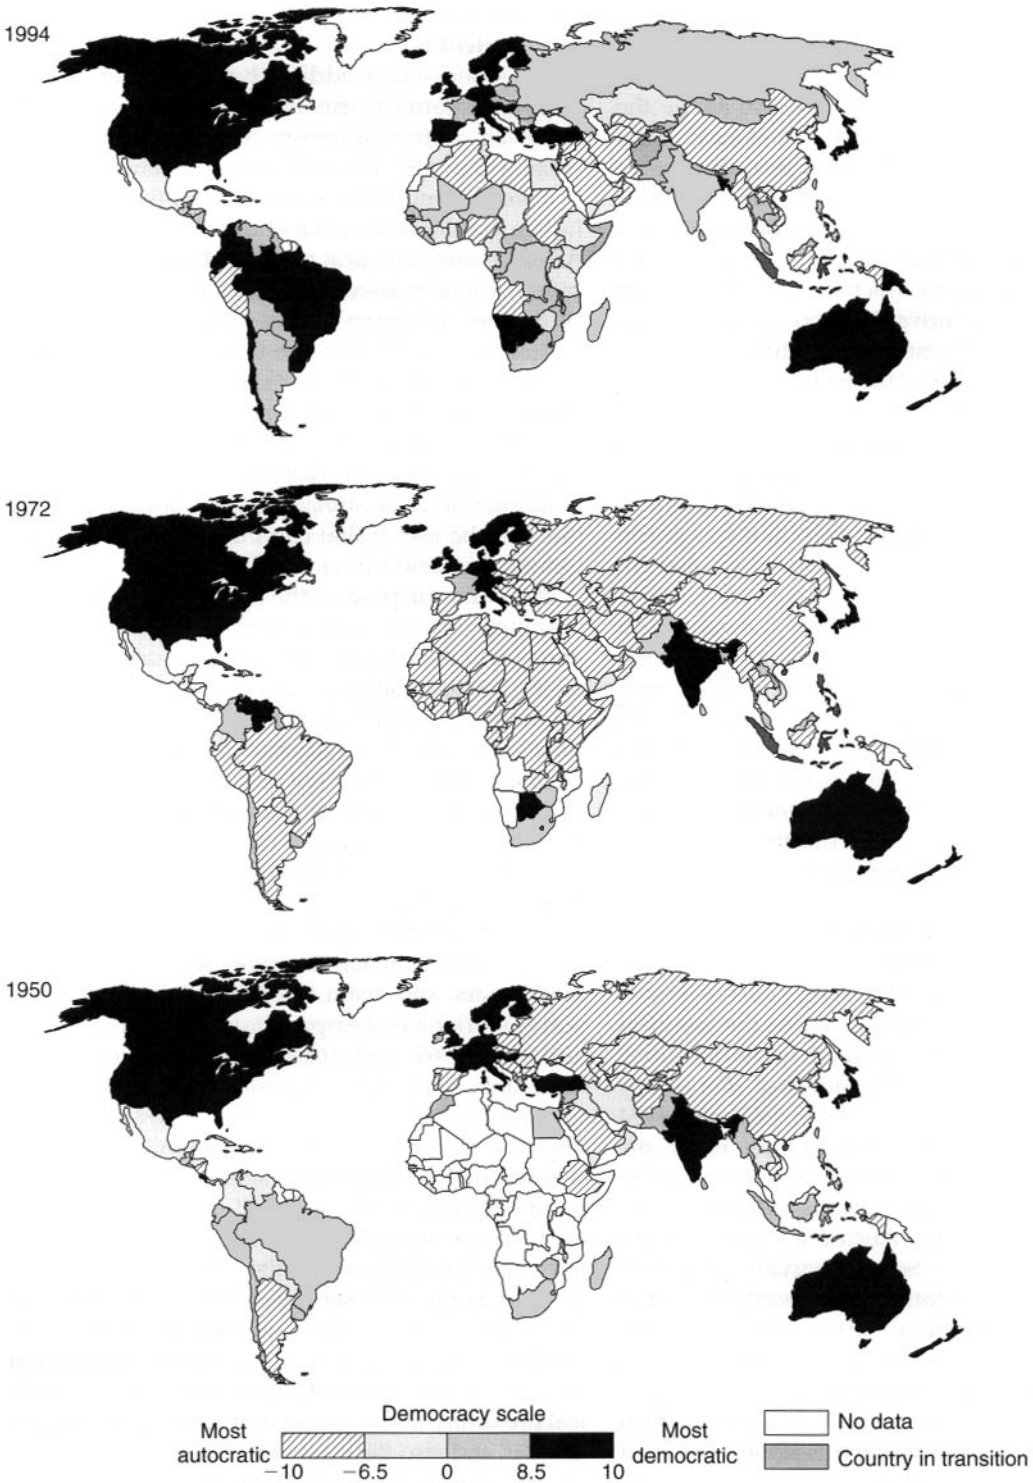 1994
1972
1950
Democracy scale
Most
autocratic
Most
democratic
−10 −6.5 0 8.5 10
No data
Country in transition